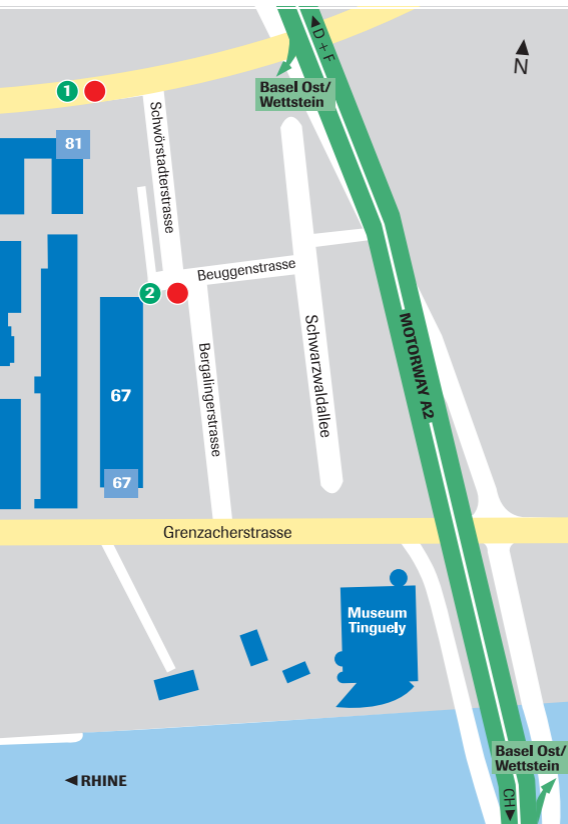 D + F
N
Basel Ost/
Wettstein
1
81
Schwörstadterstrasse
Beuggenstrasse
2
Schwarzwaldallee
MOTORWAY A2
Bergalingerstrasse
67
67
Grenzacherstrasse
Museum
Tinguely
Basel Ost/
Wettstein
RHINE
CH